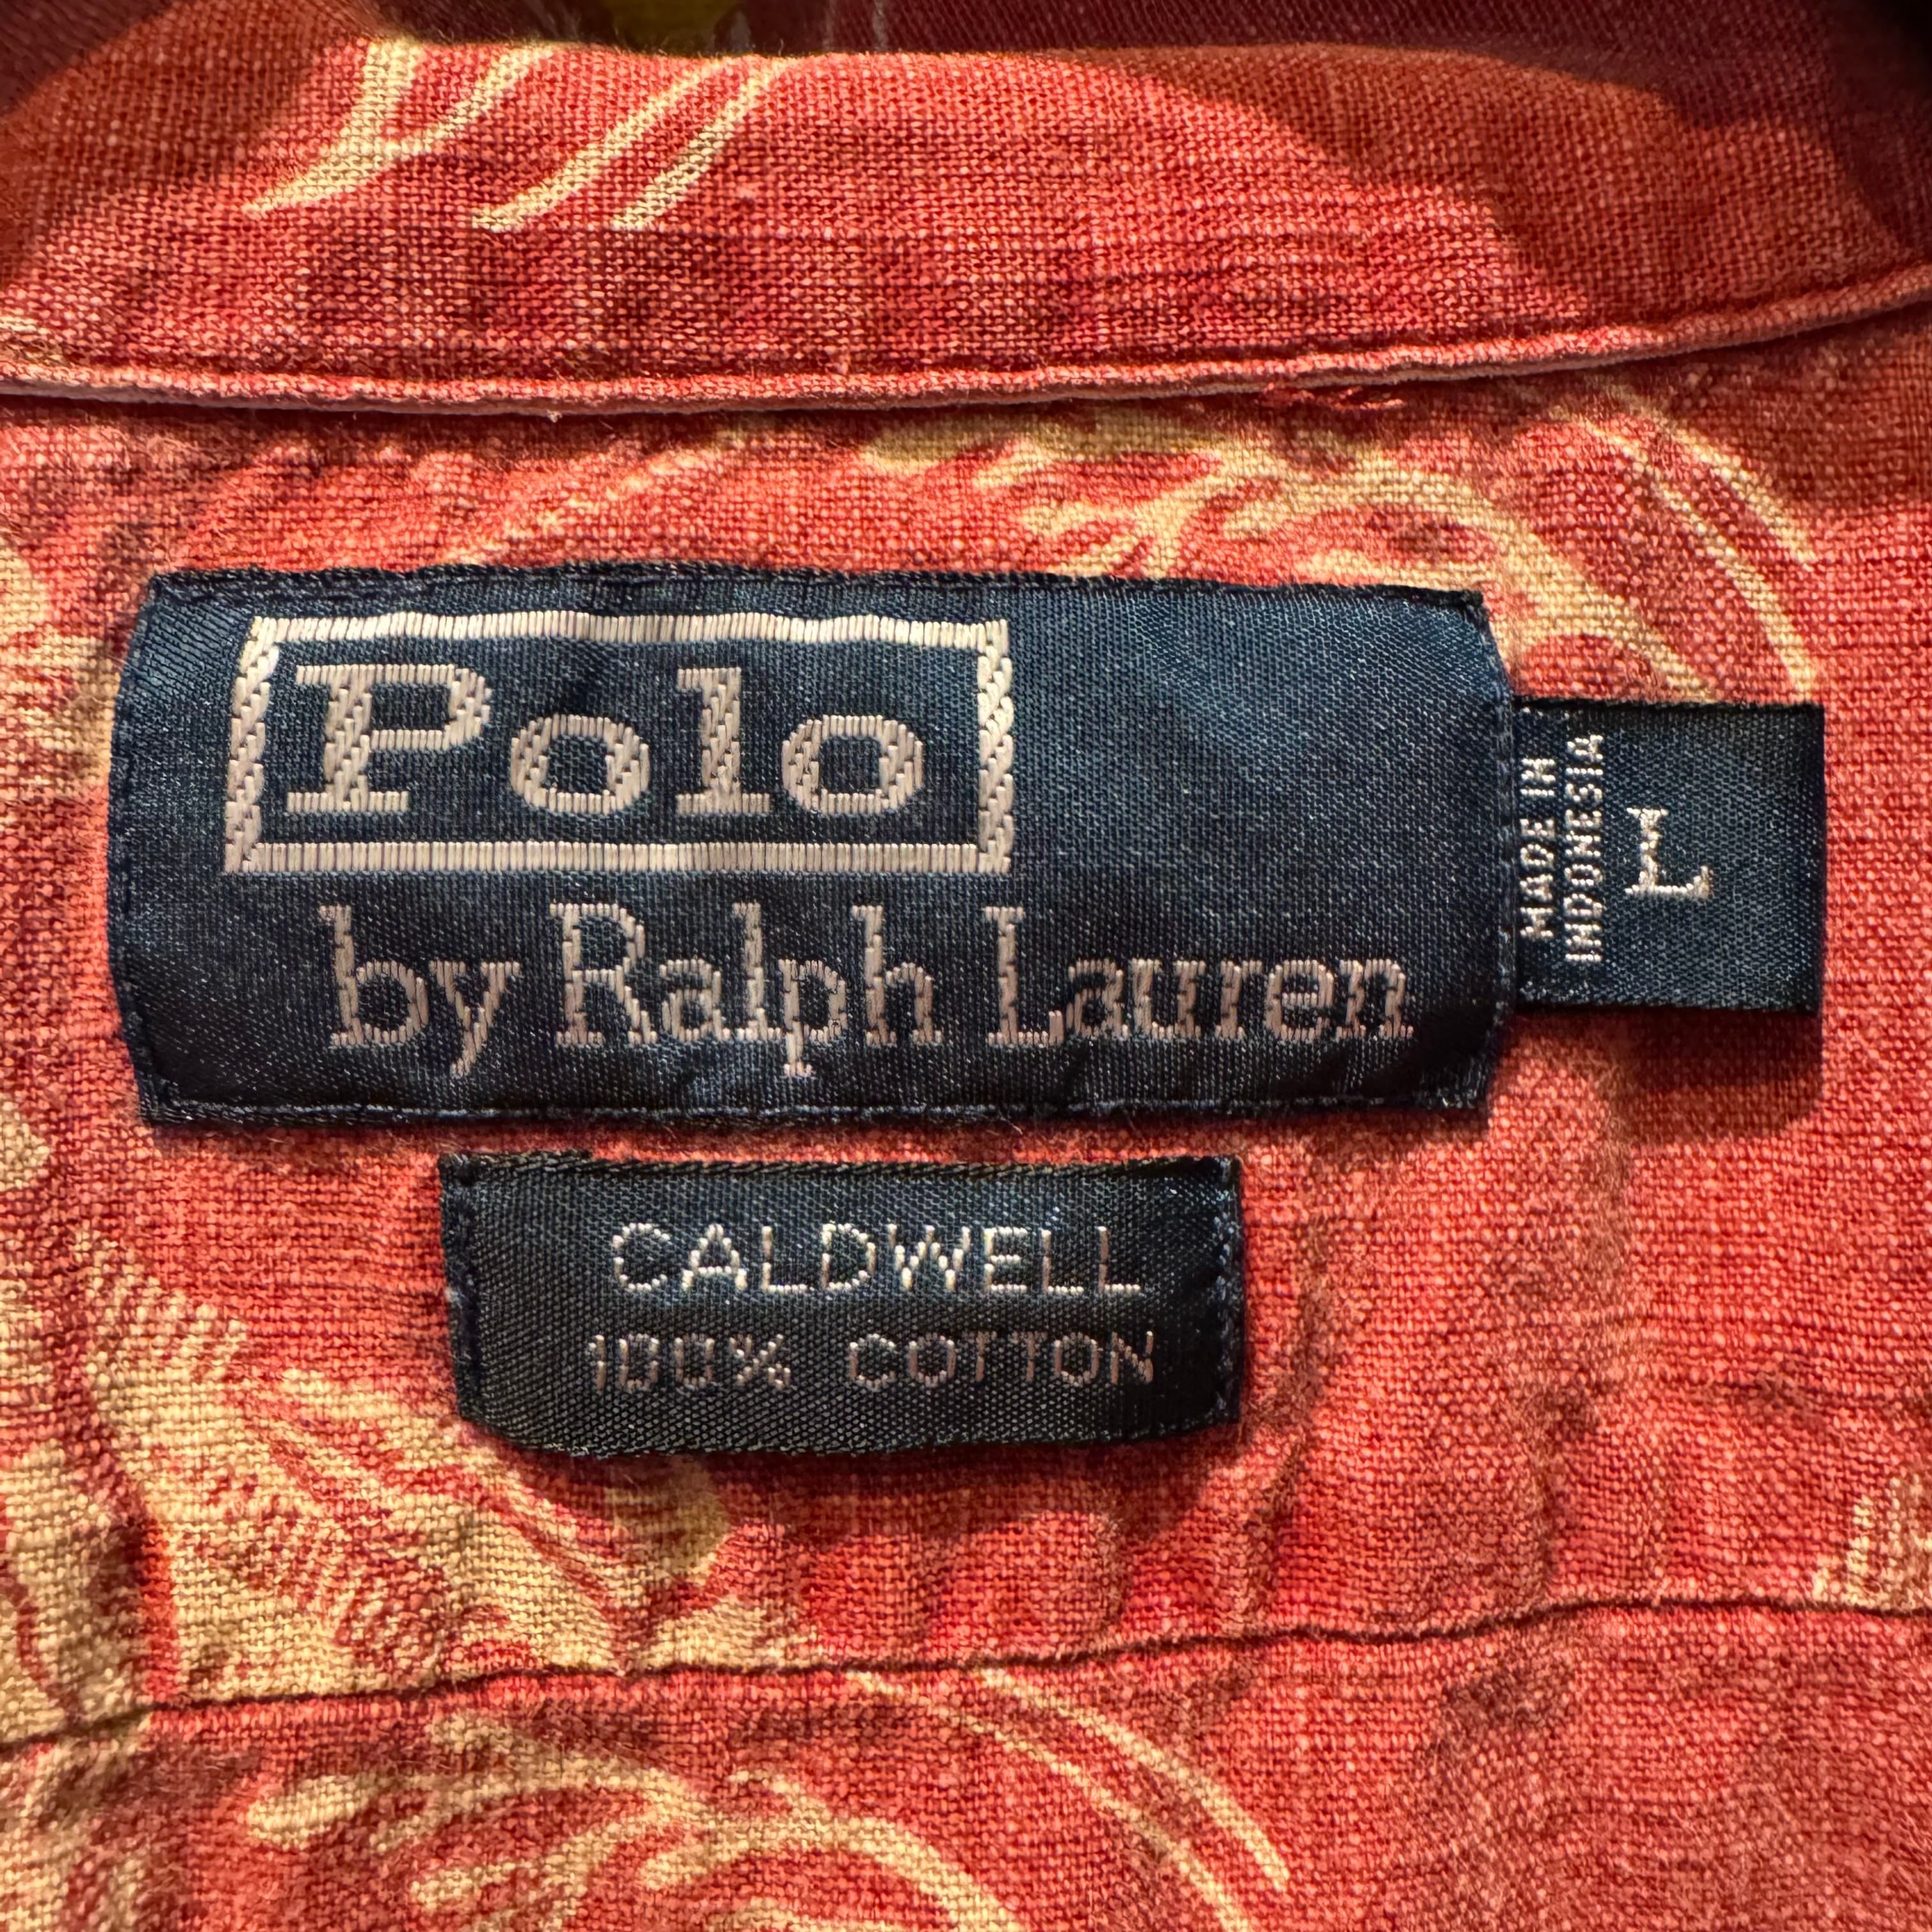 Polo
by Ralph Lauren
MADE IN
INDONESIA
L
CALDWELL
100% COTTON